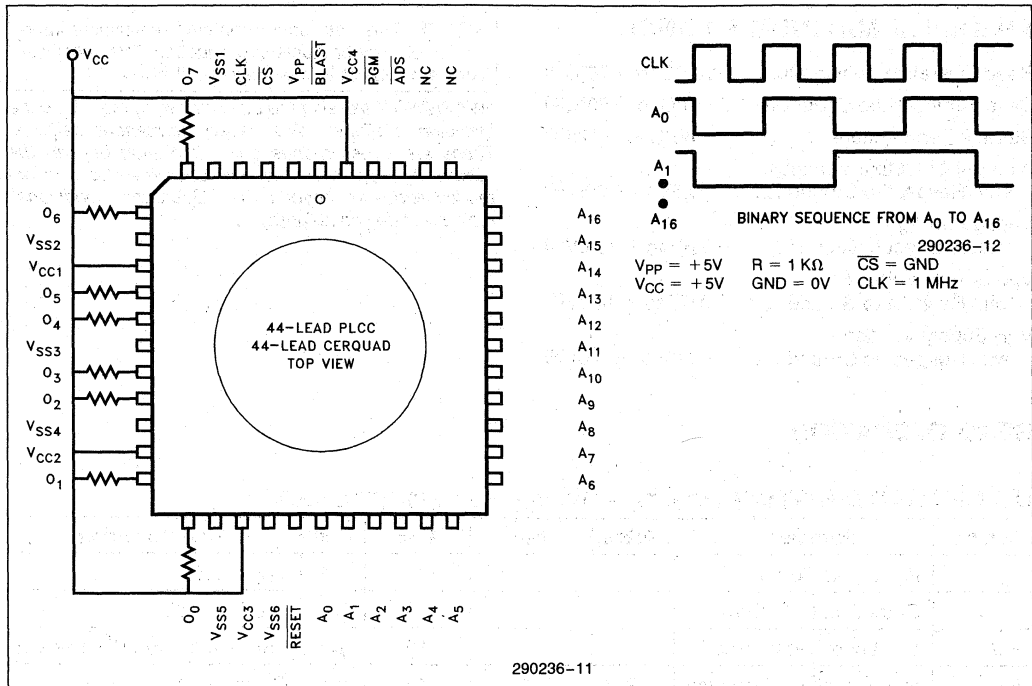 VCC
O7 VSS1 CLK CS VPP BLAST VCC4 PGM ADS NC NC
O6
VSS2
VCC1
O5
O4
VSS3
O3
O2
VSS4
VCC2
O1
44-LEAD PLCC
44-LEAD CERQUAD
TOP VIEW
A16
A15
A14
A13
A12
A11
A10
A9
A8
A7
A6
O0 VSS5 VCC3 VSS6 RESET A0 A1 A2 A3 A4 A5
CLK
A0
A1
A16
BINARY SEQUENCE FROM A0 TO A16
290236-12
VPP = +5V R = 1 KΩ CS = GND
VCC = +5V GND = 0V CLK = 1 MHz
290236-11